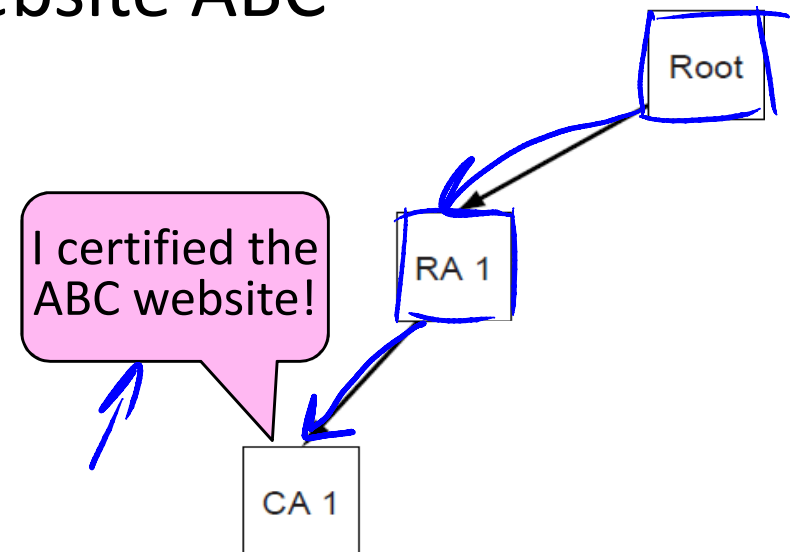 ebsite ABC
Root
RA 1
I certified the
ABC website!
CA 1